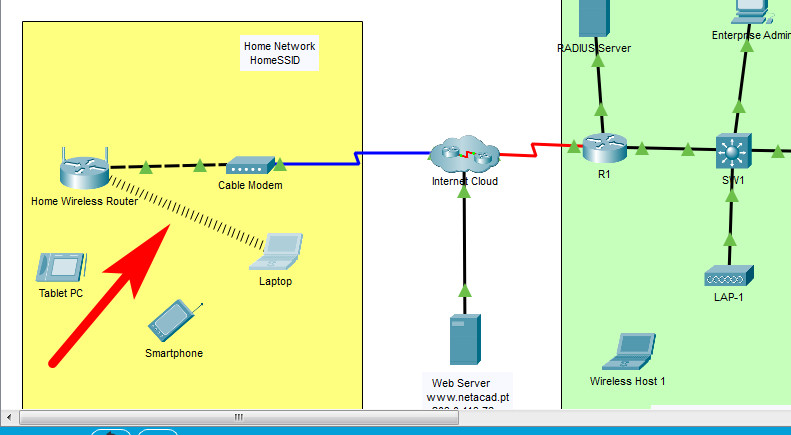 Home Network
HomeSSID
RADIUS Server
Enterprise Admin
Cable Modem
Internet Cloud
R1
SW1
Home Wireless Router
Tablet PC
Laptop
LAP-1
Smartphone
Wireless Host 1
Web Server
www.netacad.pt